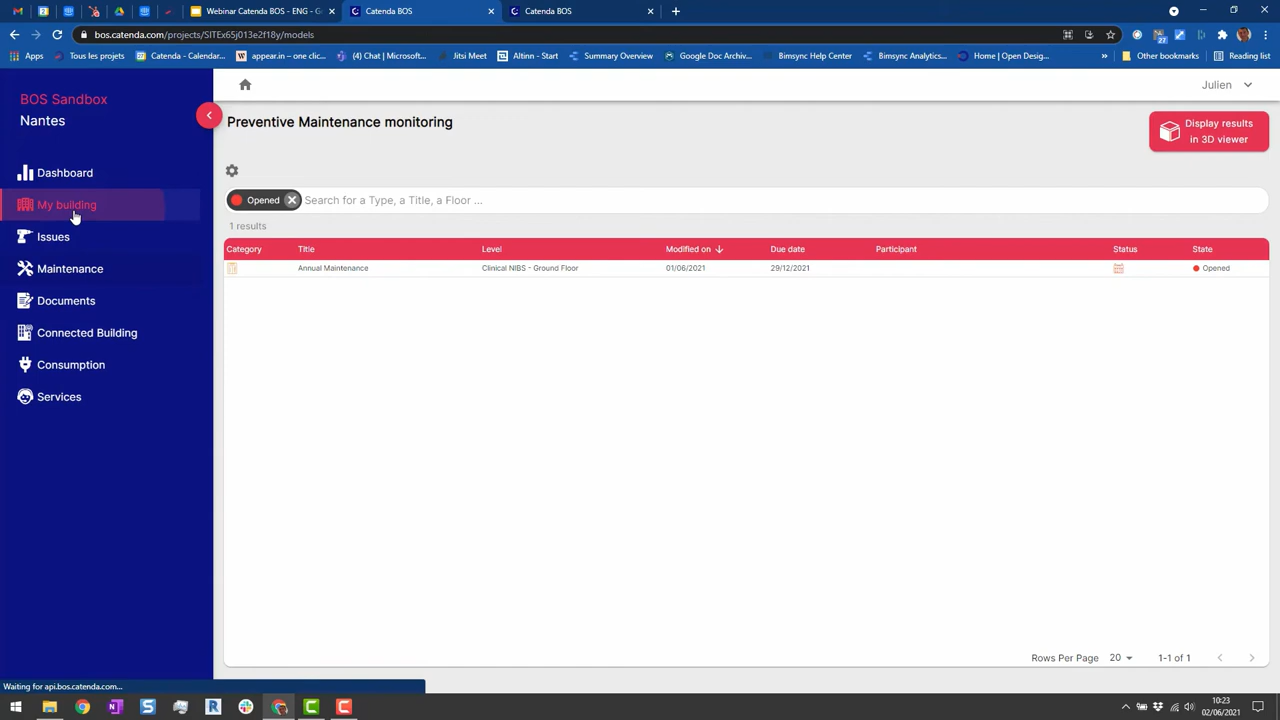 Webinar Catenda BOS - ENG - G
Catenda BOS
Catenda BOS
bos.catenda.com/projects/SITEx65j013e2f18y/models
Apps
Tous les projets
Catenda - Calendar...
appear.in – one clic...
(4) Chat | Microsoft...
Jitsi Meet
Altinn - Start
Summary Overview
Google Doc Archiv...
Bimsync Help Center
Bimsync Analytics...
Home | Open Desig...
»
Other bookmarks
Reading list
BOS Sandbox
Nantes
Julien
Preventive Maintenance monitoring
Display results
in 3D viewer
Dashboard
My building
Issues
Maintenance
Documents
Connected Building
Consumption
Services
Opened
Search for a Type, a Title, a Floor ...
1 results
Category Title Level Modified on Due date Participant Status State
Annual Maintenance Clinical NIBS - Ground Floor 01/06/2021 29/12/2021 Opened
Rows Per Page 20 1-1 of 1
Waiting for api.bos.catenda.com...
10:23
02/06/2021